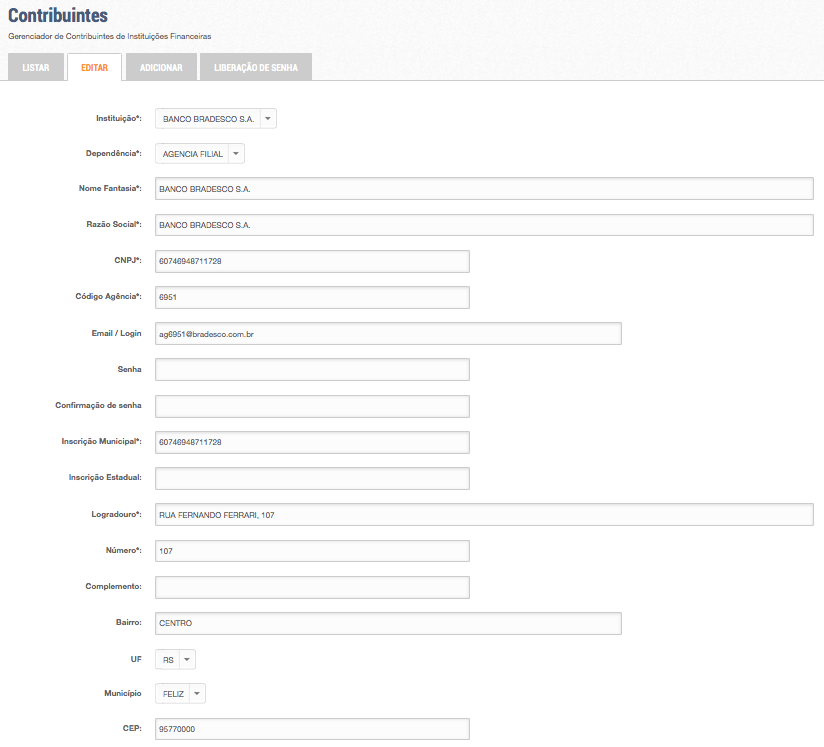 Contribuintes
Gerenciador de Contribuintes de Instituições Financeiras
LISTAR EDITAR ADICIONAR LIBERAÇÃO DE SENHA
Instituição*: BANCO BRADESCO S.A.
Dependência*: AGENCIA FILIAL
Nome Fantasia*: BANCO BRADESCO S.A.
Razão Social*: BANCO BRADESCO S.A.
CNPJ*: 60746948711728
Código Agência*: 6951
Email / Login ag6951@bradesco.com.br
Senha
Confirmação de senha
Inscrição Municipal*: 60746948711728
Inscrição Estadual:
Logradouro*: RUA FERNANDO FERRARI, 107
Número*: 107
Complemento:
Bairro: CENTRO
UF RS
Município FELIZ
CEP: 95770000